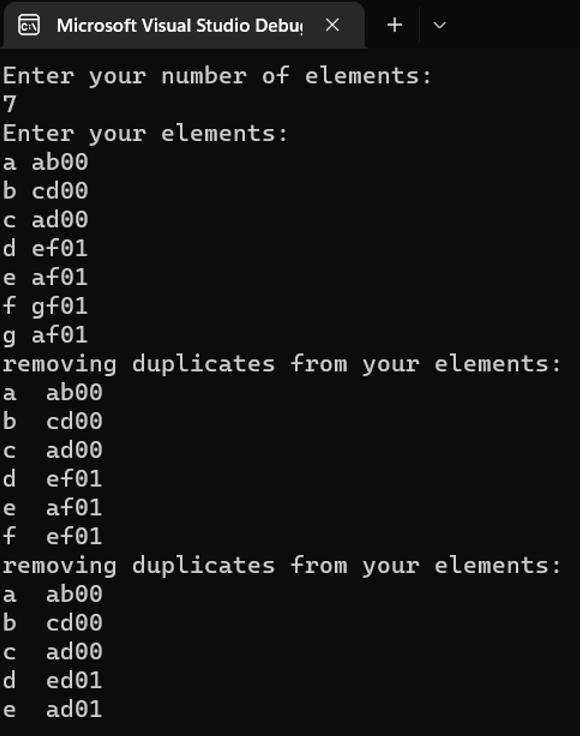 Microsoft Visual Studio Debu
Enter your number of elements:
7
Enter your elements:
a ab00
b cd00
c ad00
d ef01
e af01
f gf01
g af01
removing duplicates from your elements:
a  ab00
b  cd00
c  ad00
d  ef01
e  af01
f  ef01
removing duplicates from your elements:
a  ab00
b  cd00
c  ad00
d  ed01
e  ad01